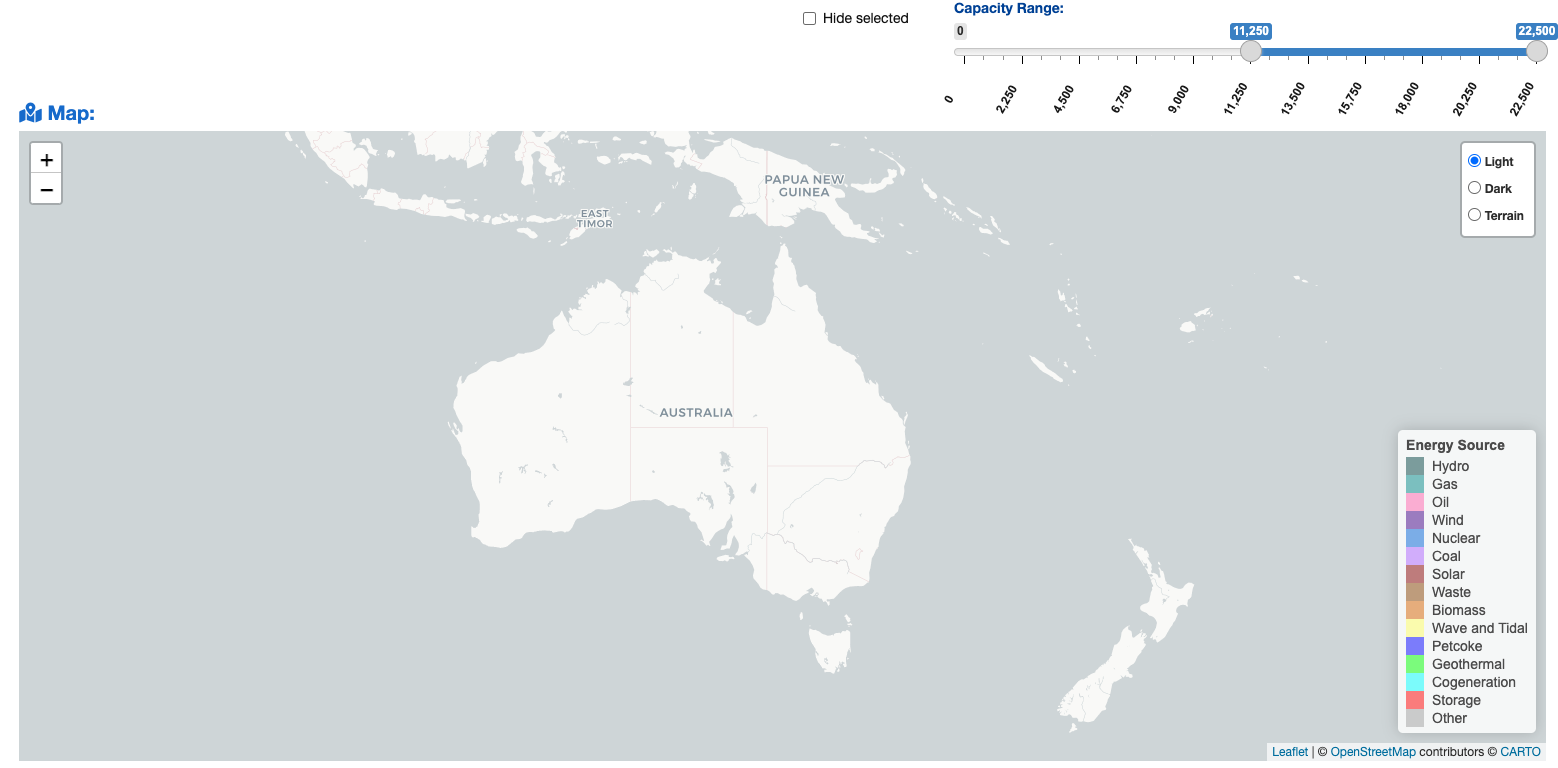 Hide selected
Capacity Range:
0
11,250
22,500
0
2,250
4,500
6,750
9,000
11,250
13,500
15,750
18,000
20,250
22,500
Map:
+
−
Light
Dark
Terrain
PAPUA NEW
GUINEA
EAST
TIMOR
AUSTRALIA
Energy Source
Hydro
Gas
Oil
Wind
Nuclear
Coal
Solar
Waste
Biomass
Wave and Tidal
Petcoke
Geothermal
Cogeneration
Storage
Other
Leaflet | © OpenStreetMap contributors © CARTO